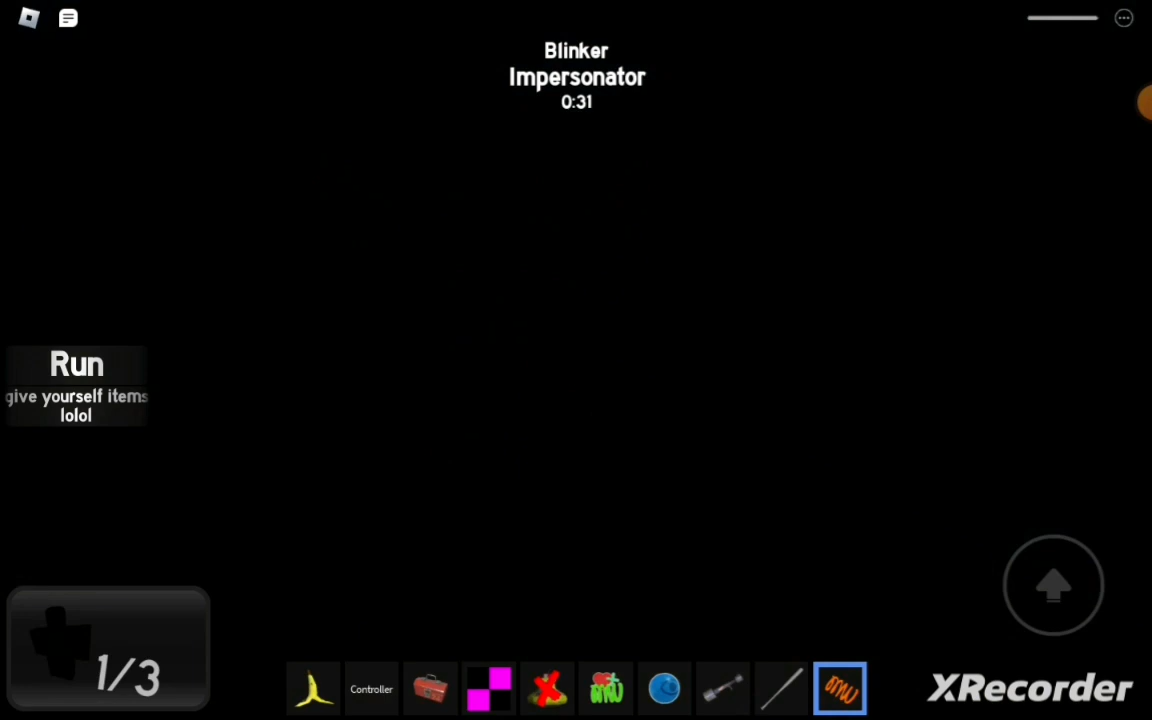 Blinker
Impersonator
0:31
Run
give yourself items
lolol
1/3
Controller
XRecorder